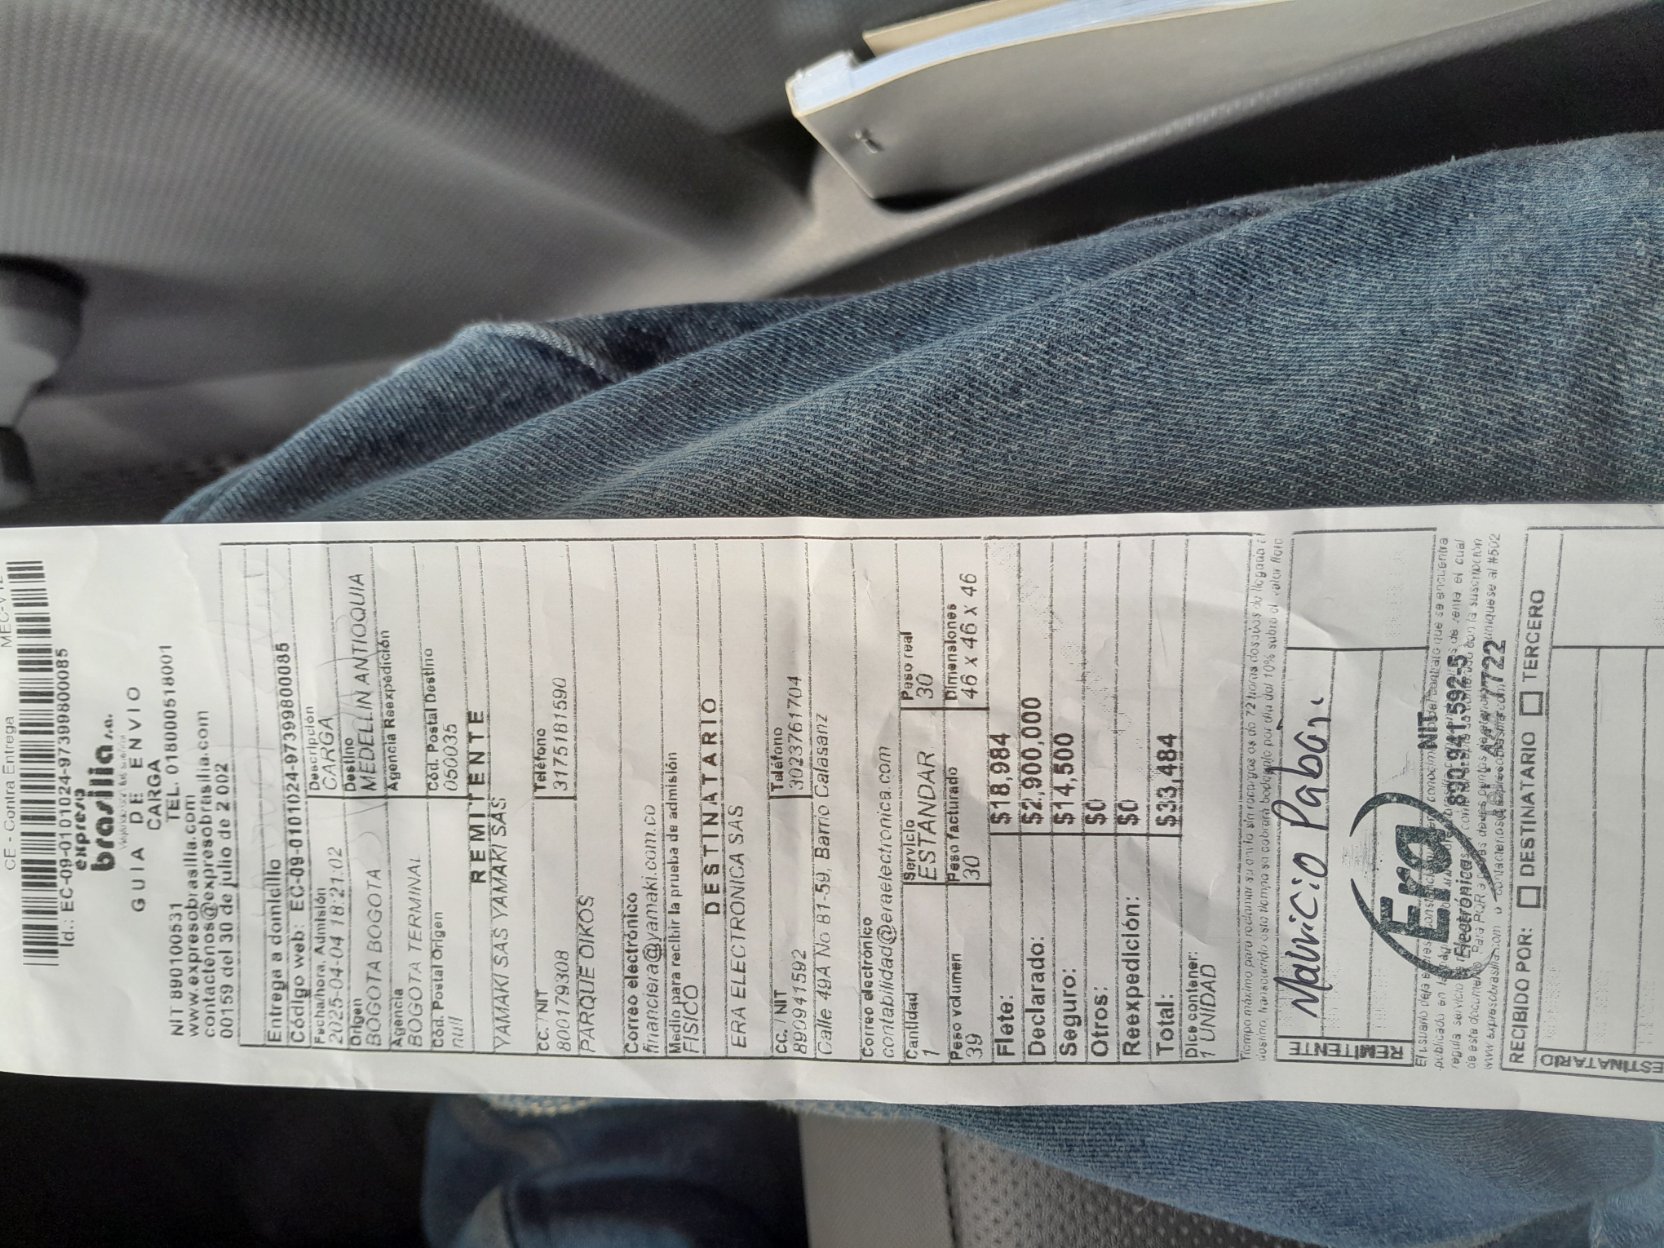 CE - Contra Entrega
Id.: EC-09-0101024-9739980​0085
expreso
brasilia s.a.
GUIA DE ENVIO
CARGA
NIT 890100531 TEL. 018000518001
www.expresobrasilia.com
contactenos@expresobrasilia.com
00159 del 30 de julio de 2 002
Entrega a domicilio
Código web: EC-09-0101024-97399800085
Fecha/hora Admisión Descripción
2025-04-04 18:21:02 CARGA
Origen Destino
BOGOTA BOGOTA MEDELLIN ANTIOQUIA
Agencia Agencia Reexpedición
BOGOTA TERMINAL
Cód. Postal Origen Cód. Postal Destino
null 050035
REMITENTE
YAMAKI SAS YAMAKI SAS
CC. / NIT Teléfono
800179308 3175181590
PARQUE OIKOS
Correo electrónico
financiera@yamaki.com.co
Medio para recibir la prueba de admisión
FISICO
DESTINATARIO
ERA ELECTRONICA SAS
CC. / NIT Teléfono
890941592 3023761704
Calle 49A No 81-59, Barrio Calasanz
Correo electrónico
contabilidad@eraelectronica.com
Cantidad Servicio Peso real
1 ESTANDAR 30
Peso volumen Peso facturado Dimensiones
39 30 46 x 46 x 46
Flete: $18,984
Declarado: $2,900,000
Seguro: $14,500
Otros: $0
Reexpedición: $0
Total: $33,484
Dice contener:
1 UNIDAD
REMITENTE
Mauricio Pabón
Era
Electrónica
NIT
890.941.592-5
RECIBIDO POR: DESTINATARIO TERCERO